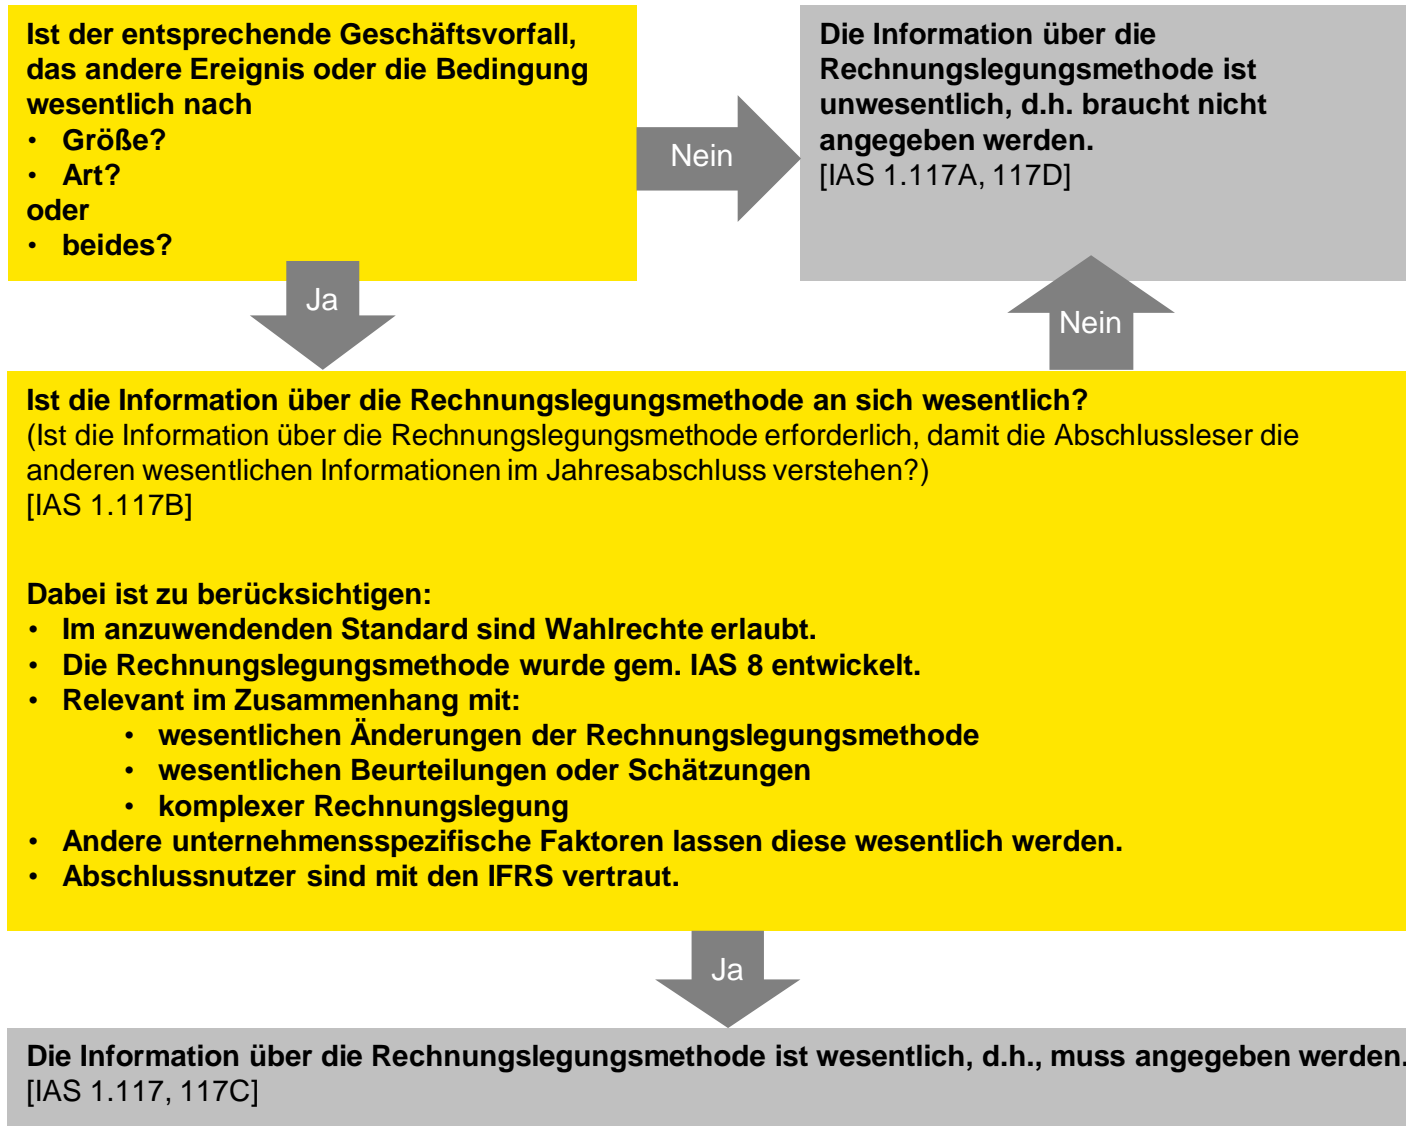 Ist der entsprechende Geschäftsvorfall,
das andere Ereignis oder die Bedingung
wesentlich nach
• Größe?
• Art?
oder
• beides?
Nein
Die Information über die
Rechnungslegungsmethode ist
unwesentlich, d.h. braucht nicht
angegeben werden.
[IAS 1.117A, 117D]
Ja
Nein
Ist die Information über die Rechnungslegungsmethode an sich wesentlich?
(Ist die Information über die Rechnungslegungsmethode erforderlich, damit die Abschlussleser die
anderen wesentlichen Informationen im Jahresabschluss verstehen?)
[IAS 1.117B]
Dabei ist zu berücksichtigen:
• Im anzuwendenden Standard sind Wahlrechte erlaubt.
• Die Rechnungslegungsmethode wurde gem. IAS 8 entwickelt.
• Relevant im Zusammenhang mit:
• wesentlichen Änderungen der Rechnungslegungsmethode
• wesentlichen Beurteilungen oder Schätzungen
• komplexer Rechnungslegung
• Andere unternehmensspezifische Faktoren lassen diese wesentlich werden.
• Abschlussnutzer sind mit den IFRS vertraut.
Ja
Die Information über die Rechnungslegungsmethode ist wesentlich, d.h., muss angegeben werden.
[IAS 1.117, 117C]